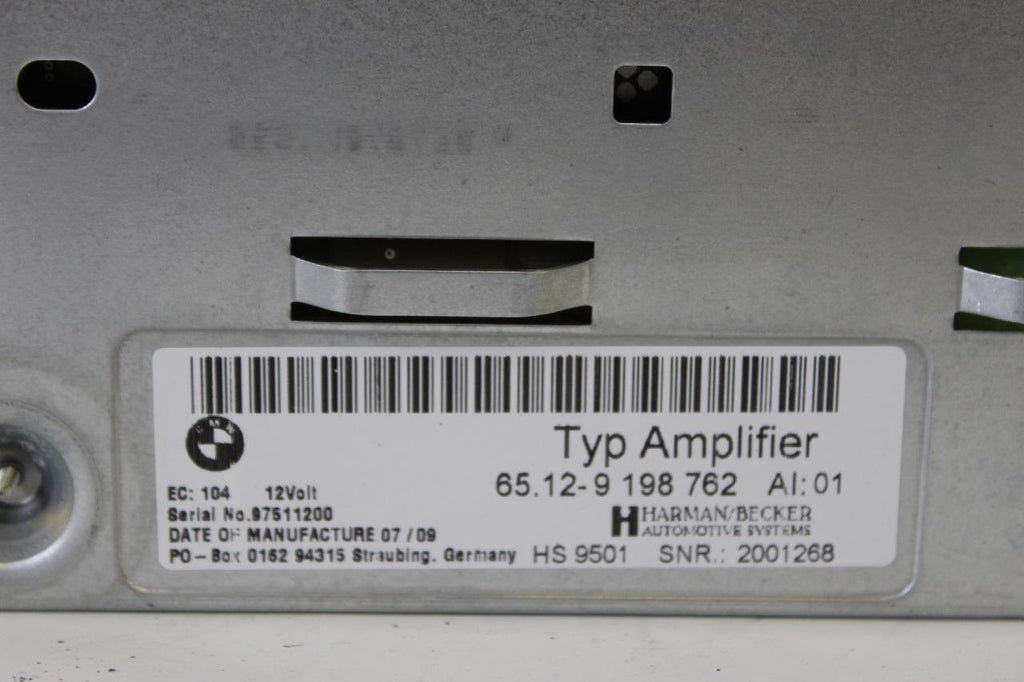 BMW
Typ Amplifier
65.12-9 198 762 AI: 01
EC: 104 12Volt
Serial No.97511200
HARMAN/BECKER
AUTOMOTIVE SYSTEMS
DATE OF MANUFACTURE 07/09
PO-Box 0162 94315 Straubing. Germany HS 9501 SNR.: 2001268